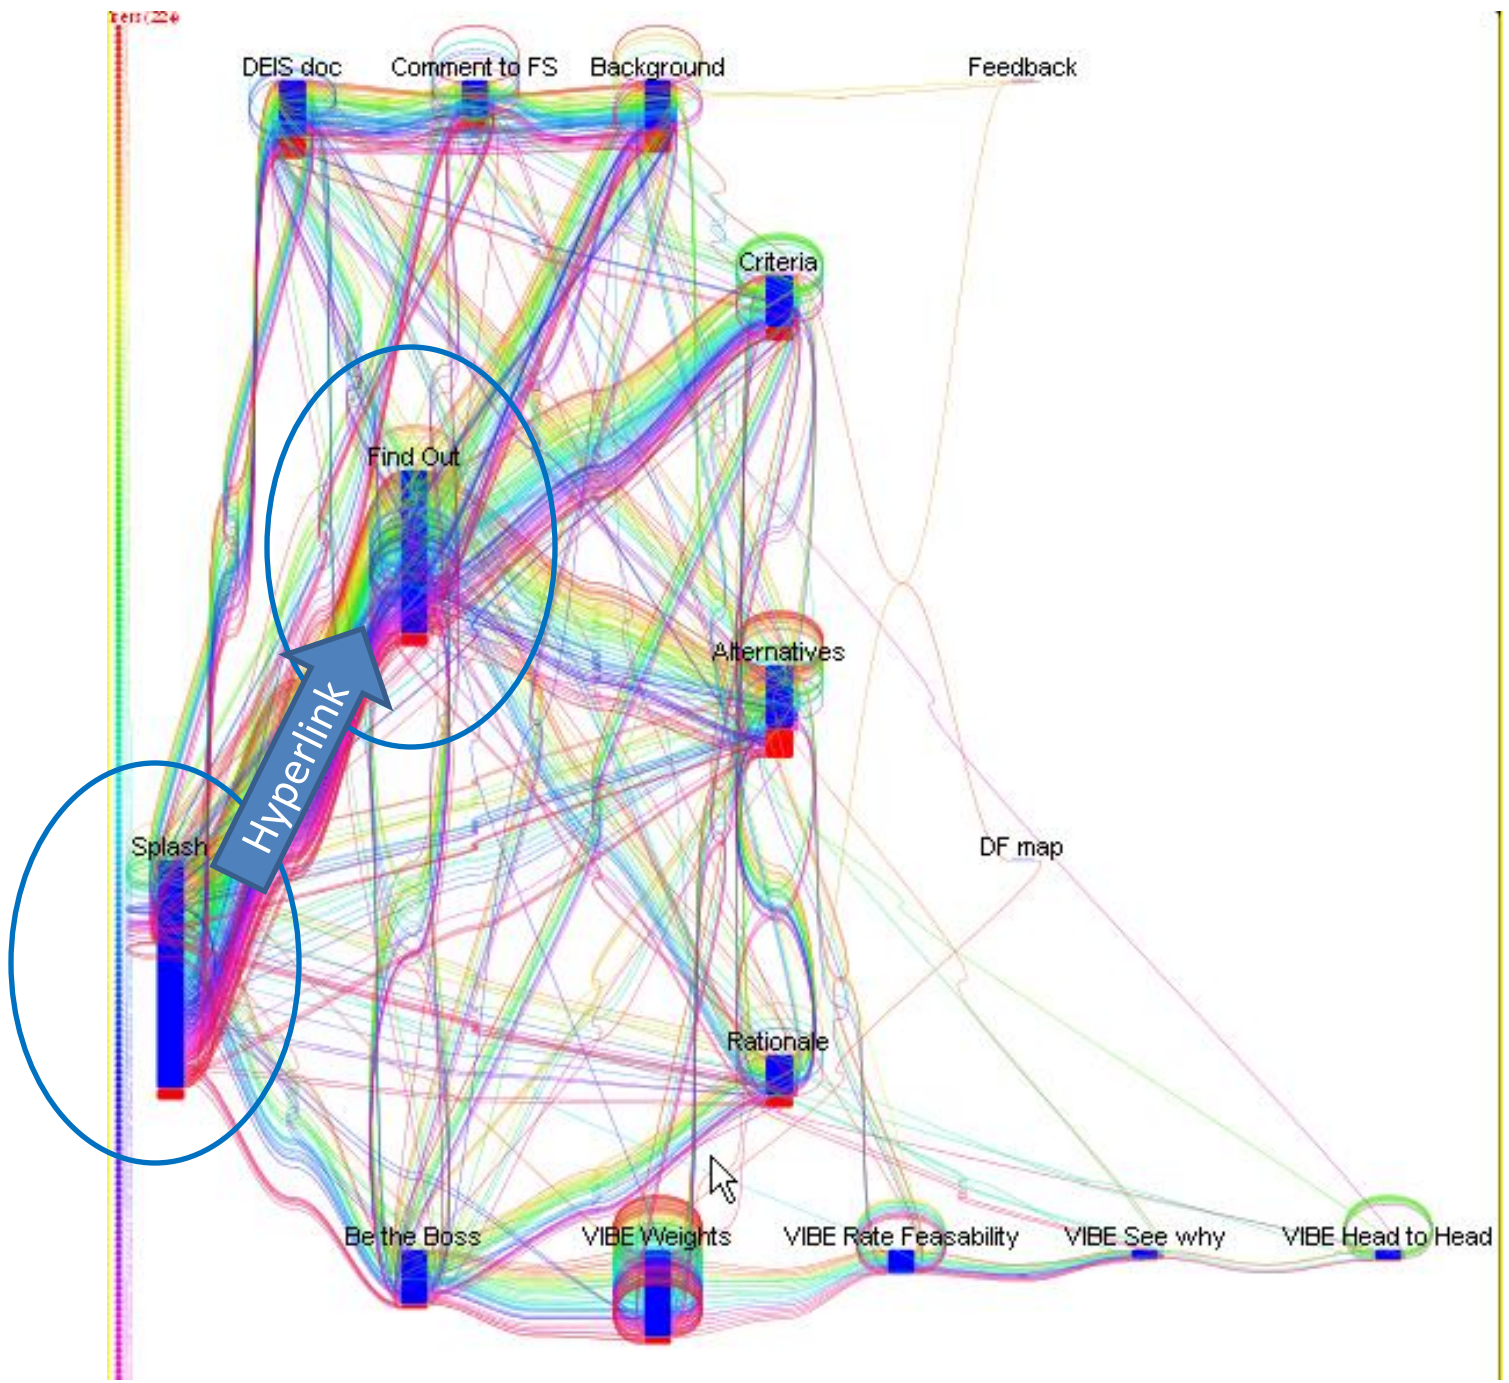 DEIS doc
Comment to FS
Background
Feedback
Criteria
Find Out
Alternatives
Hyperlink
Splash
DF map
Rationale
Be the Boss
VIBE Weights
VIBE Rate Feasability
VIBE See why
VIBE Head to Head